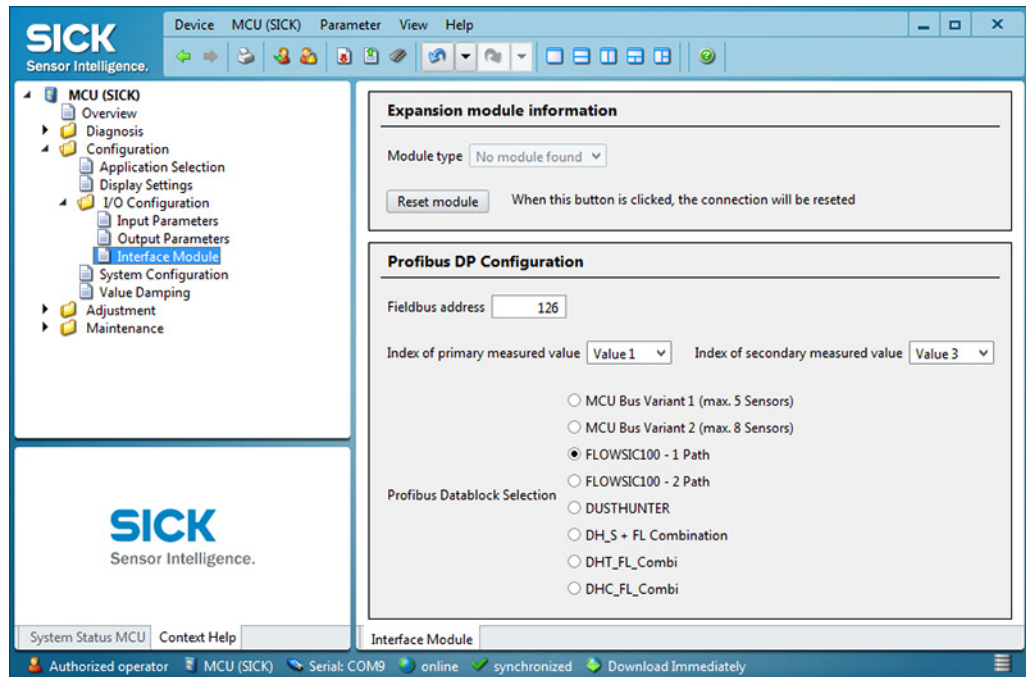 SICK
Sensor Intelligence.
Device MCU (SICK) Parameter View Help
MCU (SICK)
Overview
Diagnosis
Configuration
Application Selection
Display Settings
I/O Configuration
Input Parameters
Output Parameters
Interface Module
System Configuration
Value Damping
Adjustment
Maintenance
SICK
Sensor Intelligence.
System Status MCU Context Help
Expansion module information
Module type No module found
Reset module When this button is clicked, the connection will be reseted
Profibus DP Configuration
Fieldbus address 126
Index of primary measured value Value 1 Index of secondary measured value Value 3
MCU Bus Variant 1 (max. 5 Sensors)
MCU Bus Variant 2 (max. 8 Sensors)
FLOWSIC100 - 1 Path
FLOWSIC100 - 2 Path
Profibus Datablock Selection
DUSTHUNTER
DH_S + FL Combination
DHT_FL_Combi
DHC_FL_Combi
Interface Module
Authorized operator MCU (SICK) Serial: COM9 online synchronized Download Immediately